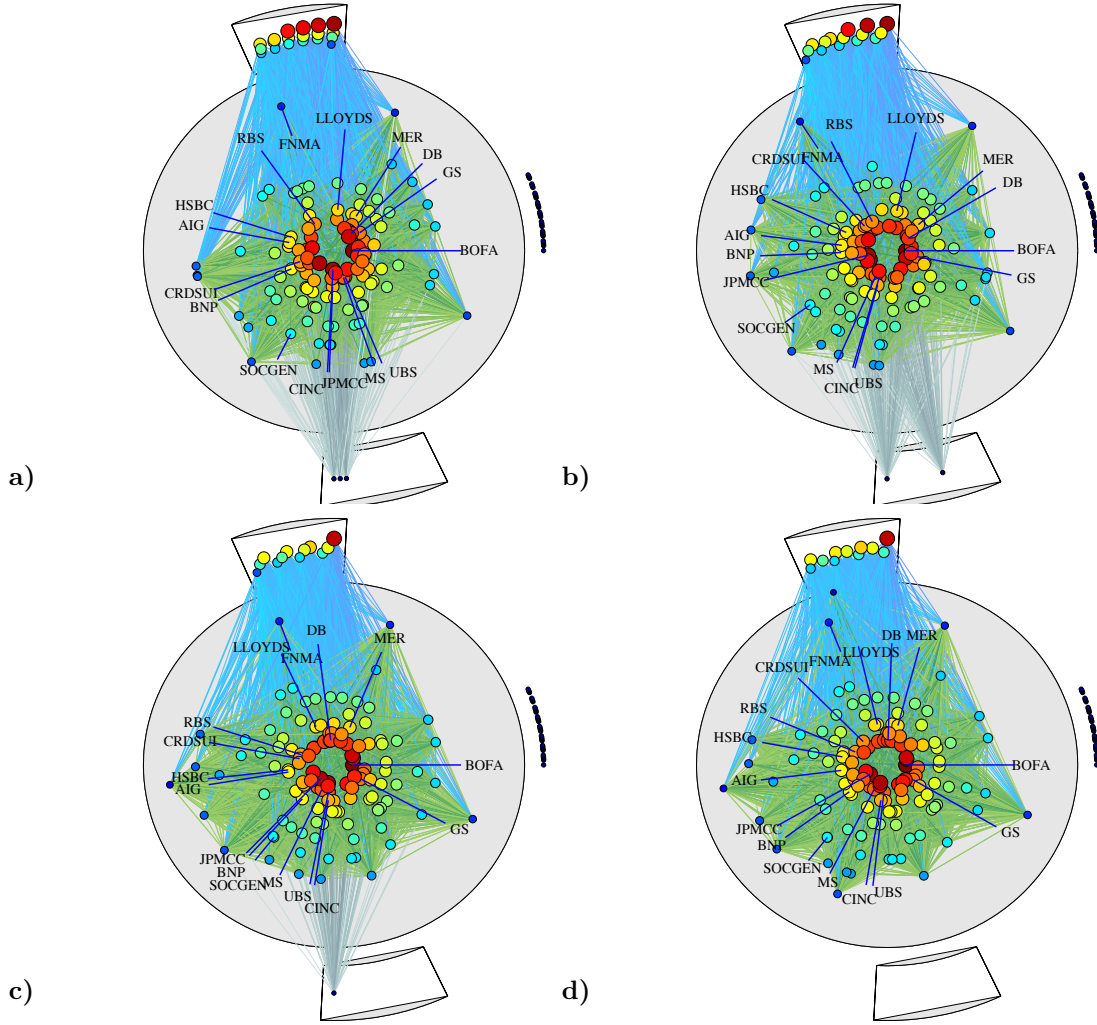 LLOYDS
RBS
FNMA
MER
DB
GS
HSBC
AIG
BOFA
CRDSUI
BNP
SOCGEN
CINC
JPMCC
MS
UBS
a)
RBS
LLOYDS
CRDSUI
FNMA
MER
DB
HSBC
AIG
BNP
BOFA
JPMCC
GS
SOCGEN
MS
CINC
UBS
b)
DB
LLOYDS
FNMA
MER
RBS
CRDSUI
BOFA
HSBC
AIG
GS
JPMCC
BNP
SOCGEN
MS
UBS
CINC
c)
DB
MER
LLOYDS
FNMA
CRDSUI
RBS
HSBC
BOFA
AIG
JPMCC
GS
BNP
SOCGEN
MS
CINC
UBS
d)